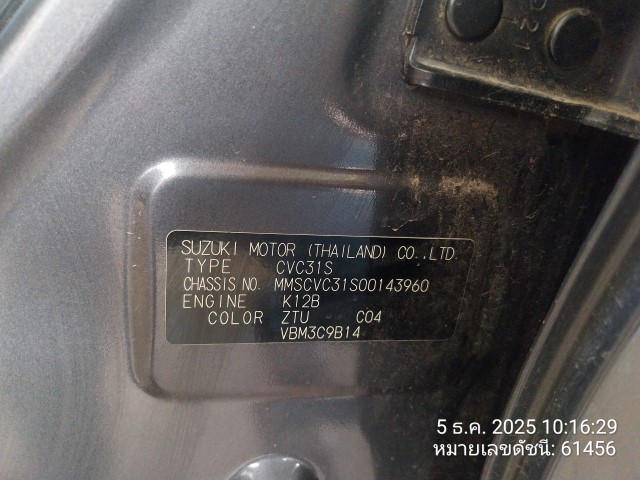 21
SUZUKI MOTOR (THAILAND) CO.,LTD.
TYPE CVC31S
CHASSIS NO. MMSCVC31S00143960
ENGINE K12B
COLOR ZTU C04
VBM3C9B14
5 ธ.ค. 2025 10:16:29
หมายเลขดัชนี: 61456